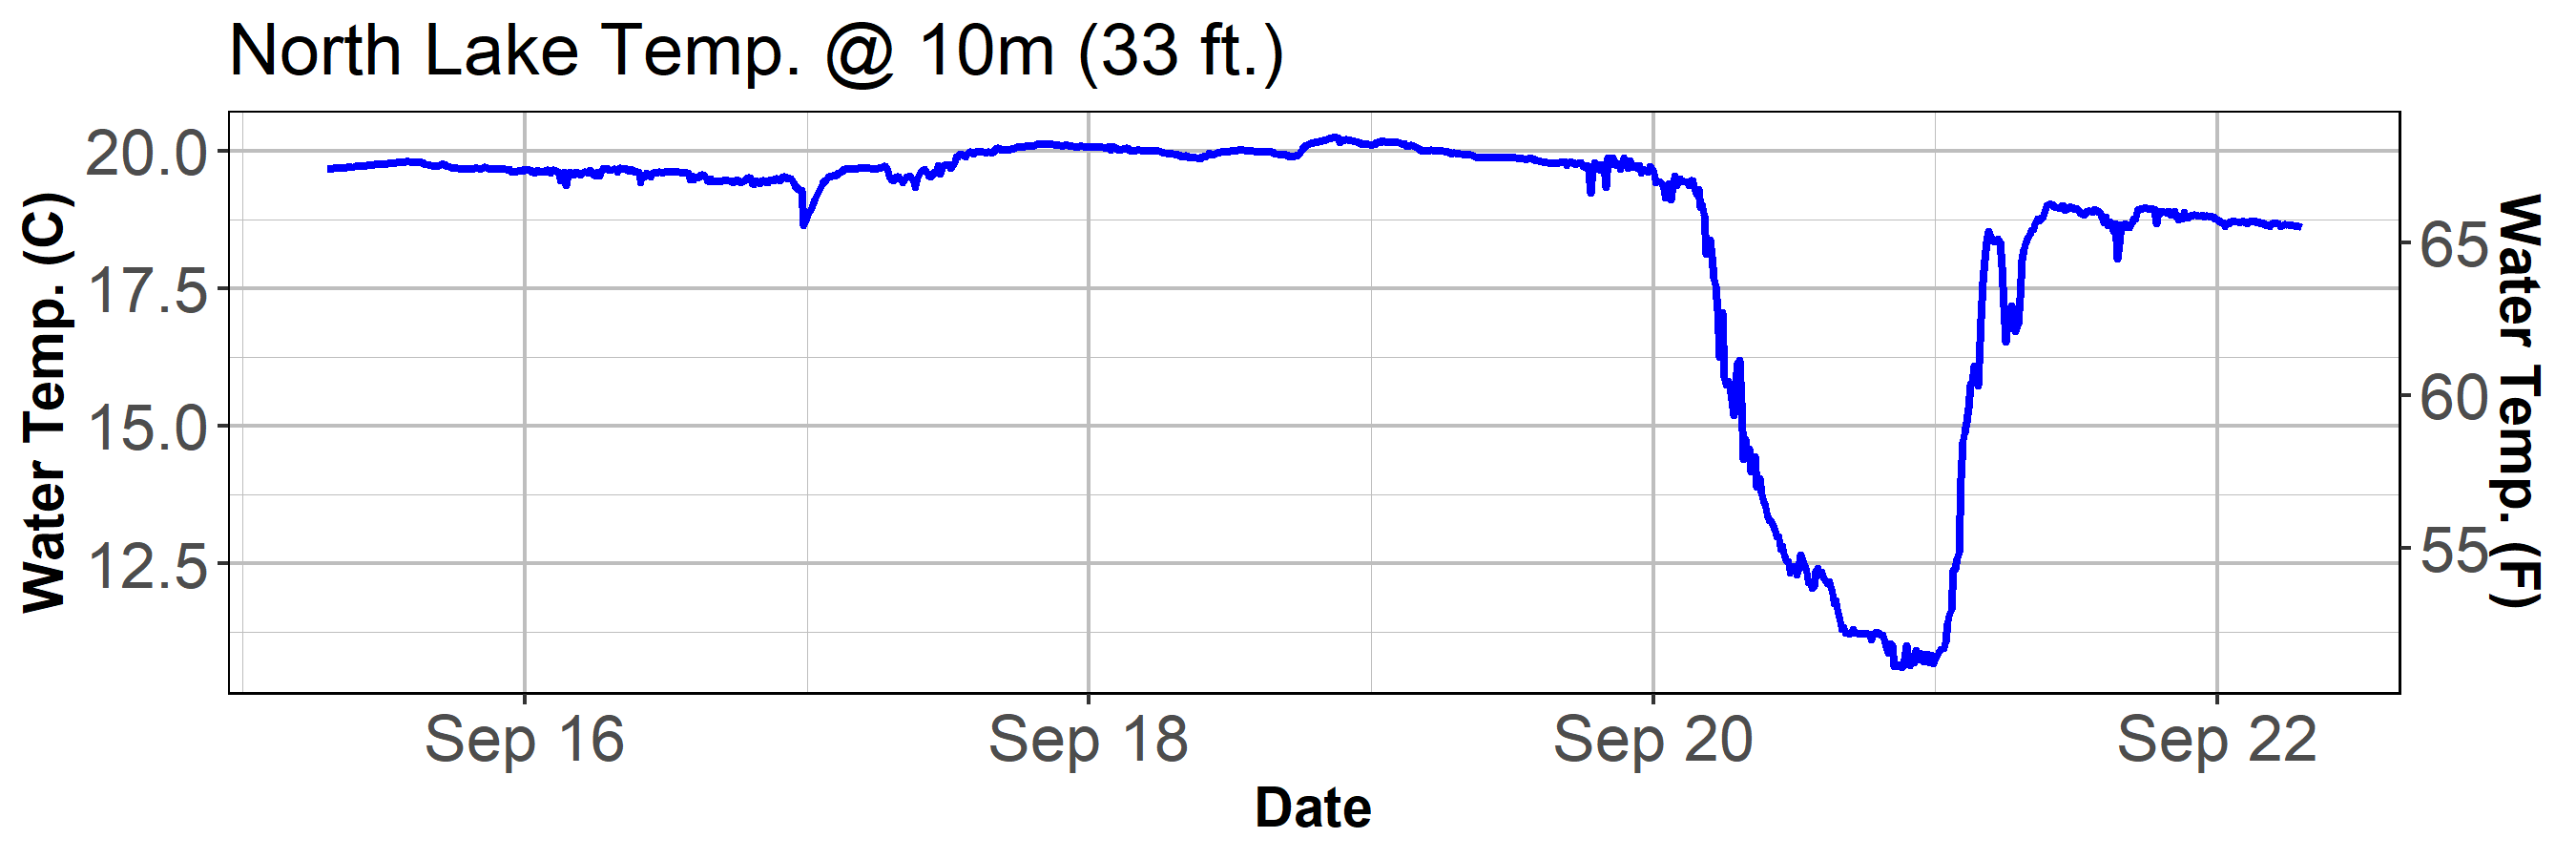 North Lake Temp. @ 10m (33 ft.)
Water Temp. (C)
20.0
17.5
15.0
12.5
65
60
55
Water Temp. (F)
Sep 16
Sep 18
Sep 20
Sep 22
Date